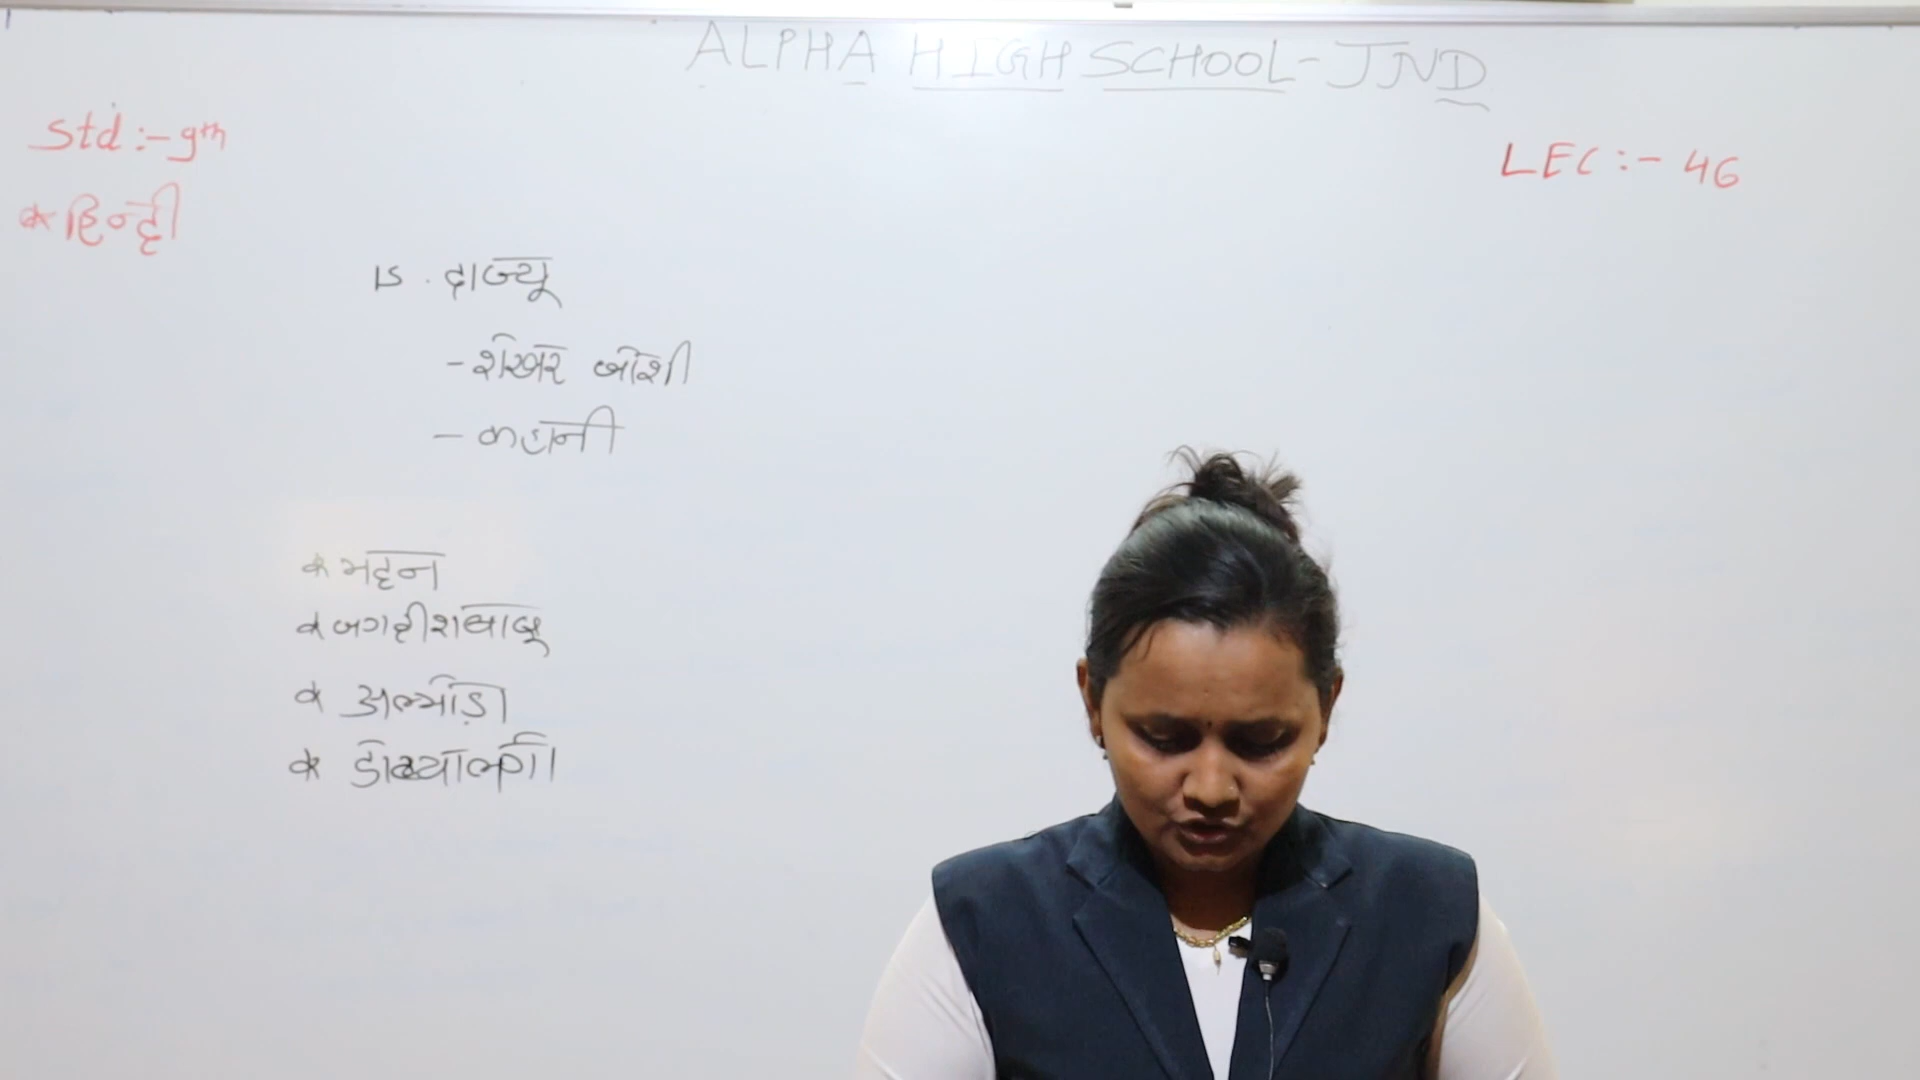 ALPHA HIGH SCHOOL-JND
Std :- 9th
LEC :- 46
* हिन्दी
15. दाज्यू
- शेखर जोशी
- कहानी
* मदन
* जगदीशबाबू
* अल्मोड़ा
*